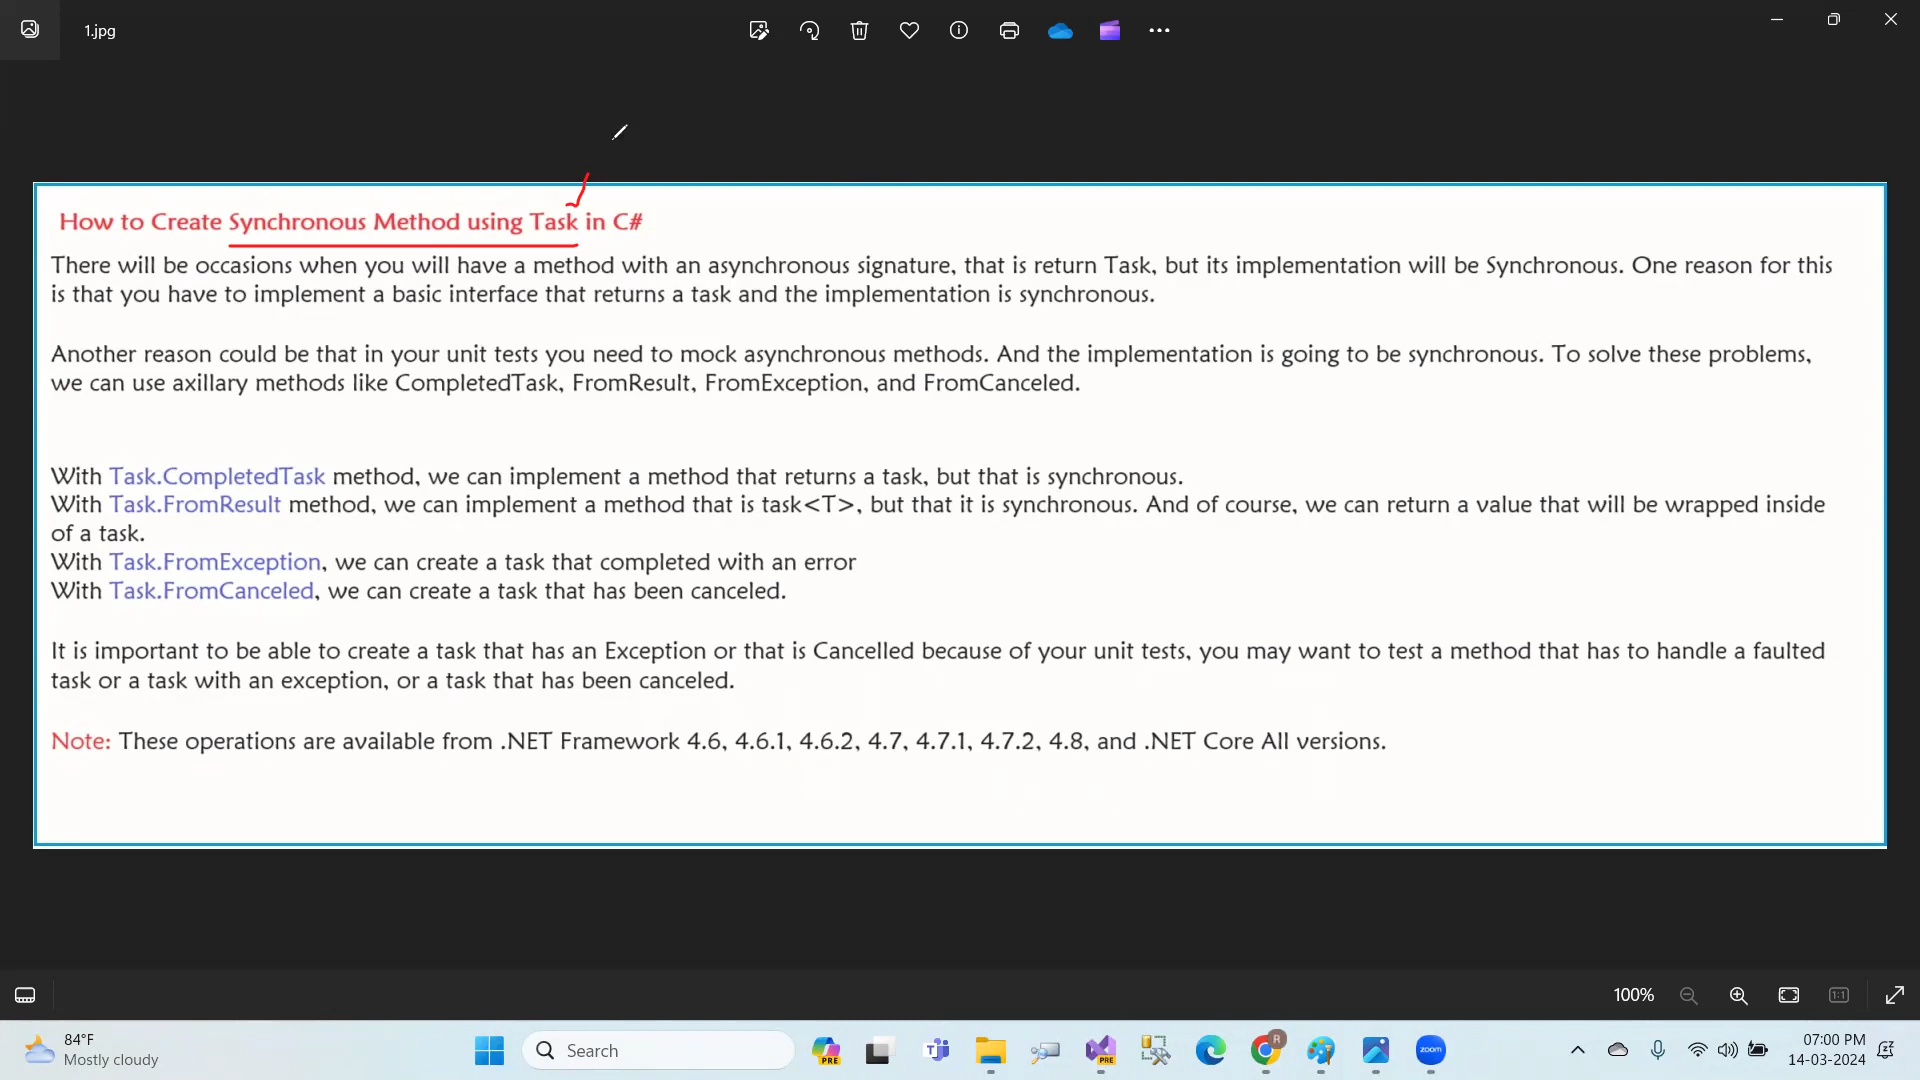 1.jpg
How to Create Synchronous Method using Task in C#
There will be occasions when you will have a method with an asynchronous signature, that is return Task, but its implementation will be Synchronous. One reason for this
is that you have to implement a basic interface that returns a task and the implementation is synchronous.
Another reason could be that in your unit tests you need to mock asynchronous methods. And the implementation is going to be synchronous. To solve these problems,
we can use axillary methods like CompletedTask, FromResult, FromException, and FromCanceled.
With Task.CompletedTask method, we can implement a method that returns a task, but that is synchronous.
With Task.FromResult method, we can implement a method that is task<T>, but that it is synchronous. And of course, we can return a value that will be wrapped inside
of a task.
With Task.FromException, we can create a task that completed with an error
With Task.FromCanceled, we can create a task that has been canceled.
It is important to be able to create a task that has an Exception or that is Cancelled because of your unit tests, you may want to test a method that has to handle a faulted
task or a task with an exception, or a task that has been canceled.
Note: These operations are available from .NET Framework 4.6, 4.6.1, 4.6.2, 4.7, 4.7.1, 4.7.2, 4.8, and .NET Core All versions.
100%
1:1
84°F
Mostly cloudy
Search
PRE
PRE
R
zoom
07:00 PM
14-03-2024